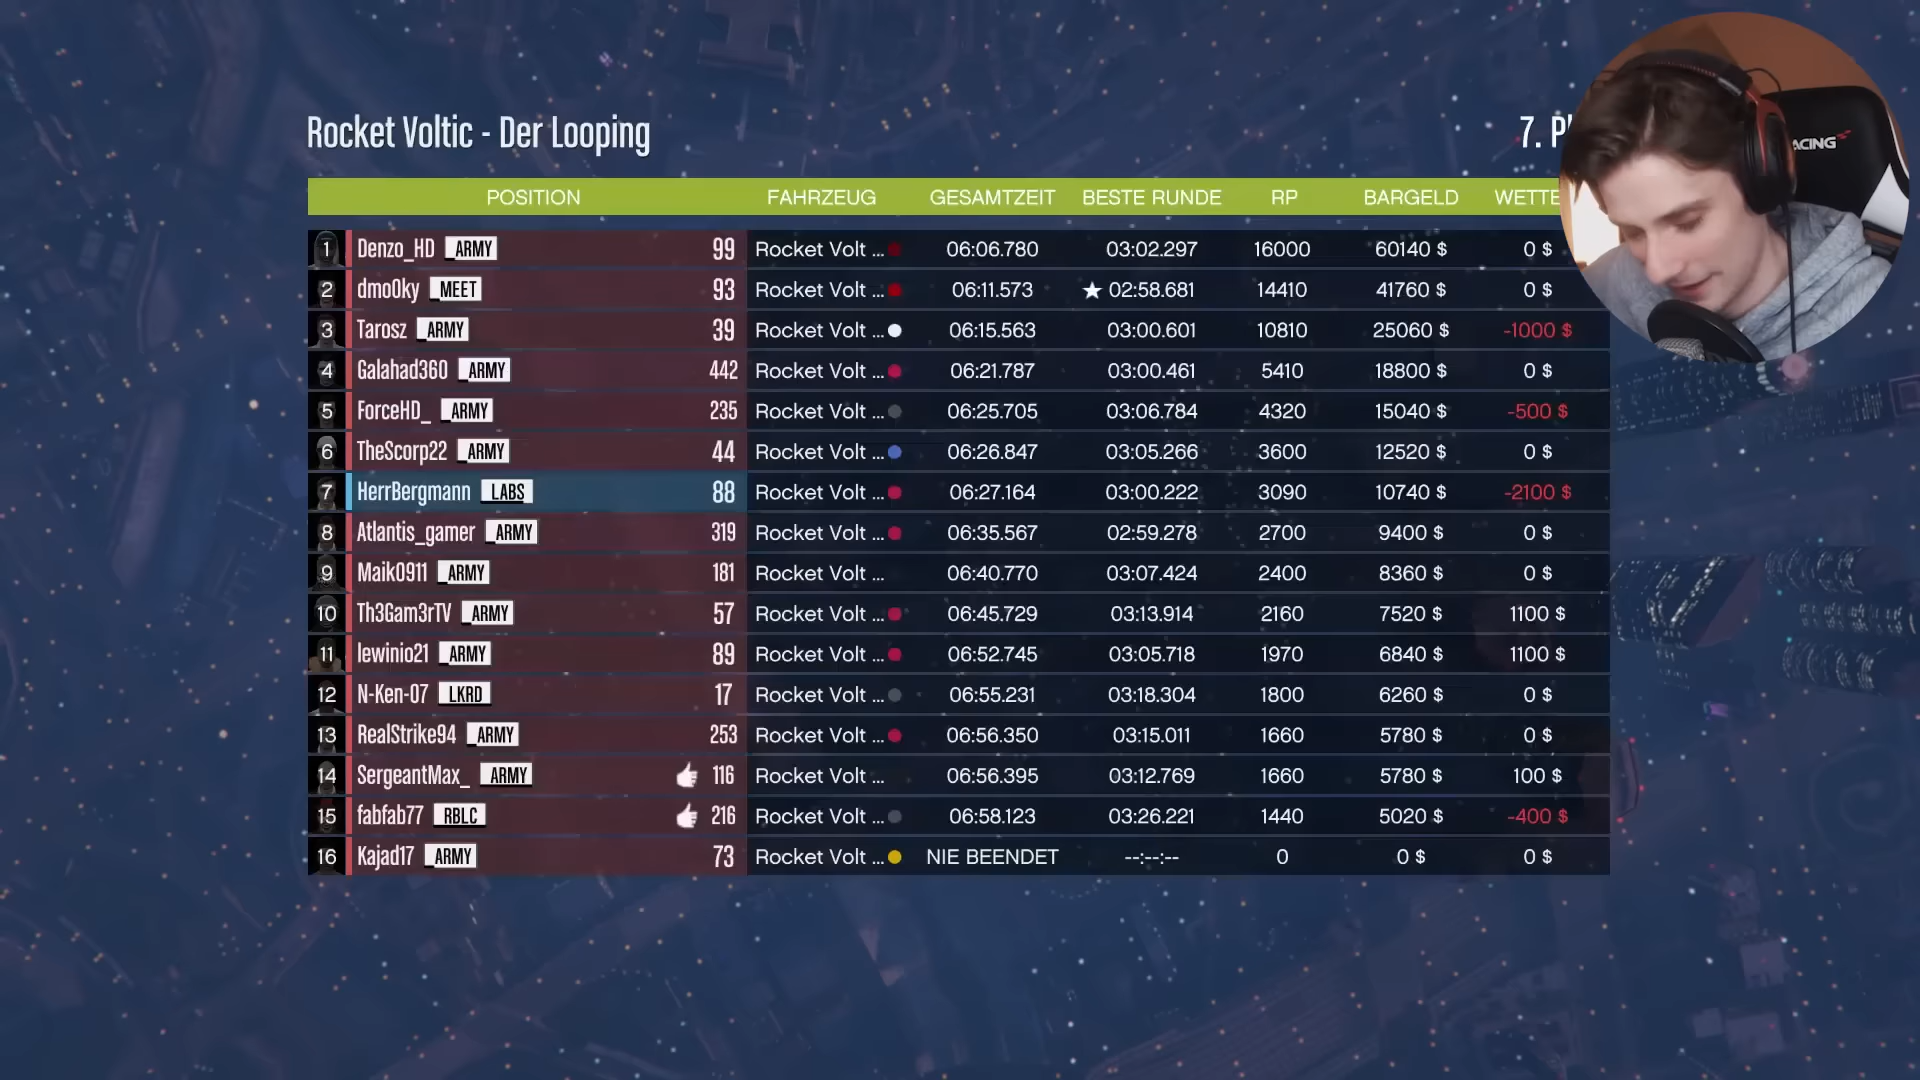 Rocket Voltic - Der Looping
7.
POSITION FAHRZEUG GESAMTZEIT BESTE RUNDE RP BARGELD
1 Denzo_HD ARMY 99 Rocket Volt ... 06:06.780 03:02.297 16000 60140 $ 0 $
2 dmo0ky MEET 93 Rocket Volt ... 06:11.573 ★ 02:58.681 14410 41760 $ 0 $
3 Tarosz ARMY 39 Rocket Volt ... 06:15.563 03:00.601 10810 25060 $ -1000 $
4 Galahad360 ARMY 442 Rocket Volt ... 06:21.787 03:00.461 5410 18800 $ 0 $
5 ForceHD_ ARMY 235 Rocket Volt ... 06:25.705 03:06.784 4320 15040 $ -500 $
6 TheScorp22 ARMY 44 Rocket Volt ... 06:26.847 03:05.266 3600 12520 $ 0 $
7 HerrBergmann LABS 88 Rocket Volt ... 06:27.164 03:00.222 3090 10740 $ -2100 $
8 Atlantis_gamer ARMY 319 Rocket Volt ... 06:35.567 02:59.278 2700 9400 $ 0 $
9 Maik0911 ARMY 181 Rocket Volt ... 06:40.770 03:07.424 2400 8360 $ 0 $
10 Th3Gam3rTV ARMY 57 Rocket Volt ... 06:45.729 03:13.914 2160 7520 $ 1100 $
11 lewinio21 ARMY 89 Rocket Volt ... 06:52.745 03:05.718 1970 6840 $ 1100 $
12 N-Ken-07 LKRD 17 Rocket Volt ... 06:55.231 03:18.304 1800 6260 $ 0 $
13 RealStrike94 ARMY 253 Rocket Volt ... 06:56.350 03:15.011 1660 5780 $ 0 $
14 SergeantMax_ ARMY 116 Rocket Volt ... 06:56.395 03:12.769 1660 5780 $ 100 $
15 fabfab77 RBLC 216 Rocket Volt ... 06:58.123 03:26.221 1440 5020 $ -400 $
16 Kajad17 ARMY 73 Rocket Volt ... NIE BEENDET --:--:-- 0 0 $ 0 $